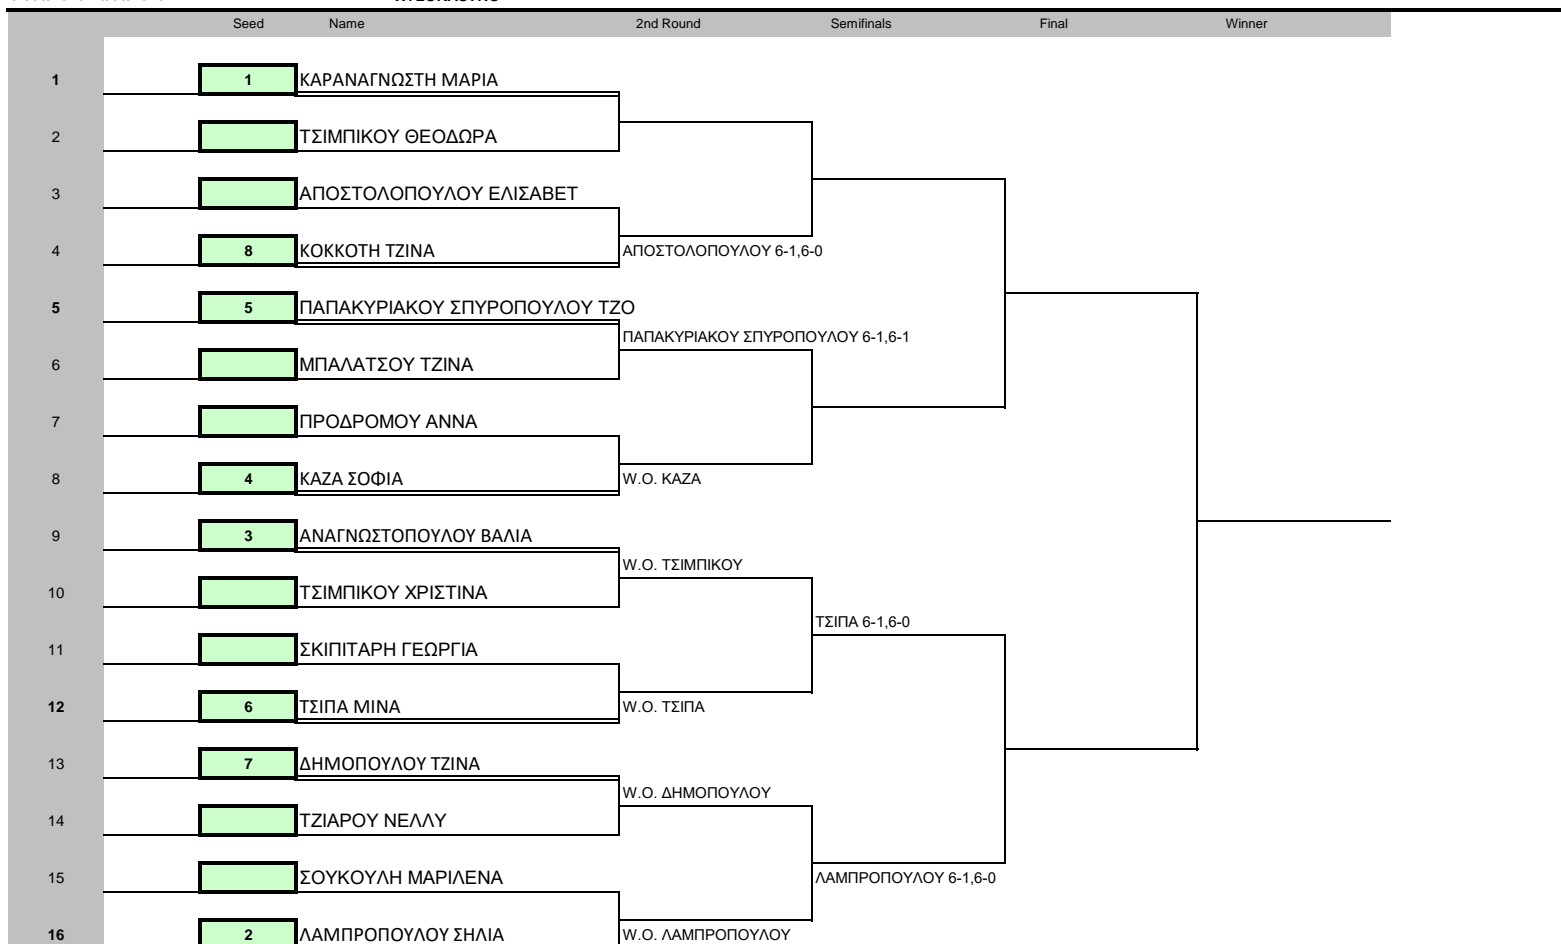 Seed Name 2nd Round Semifinals Final Winner
1 1 ΚΑΡΑΝΑΓΝΩΣΤΗ ΜΑΡΙΑ
2 ΤΣΙΜΠΙΚΟΥ ΘΕΟΔΩΡΑ
3 ΑΠΟΣΤΟΛΟΠΟΥΛΟΥ ΕΛΙΣΑΒΕΤ
4 8 ΚΟΚΚΟΤΗ ΤΖΙΝΑ ΑΠΟΣΤΟΛΟΠΟΥΛΟΥ 6-1,6-0
5 5 ΠΑΠΑΚΥΡΙΑΚΟΥ ΣΠΥΡΟΠΟΥΛΟΥ ΤΖΟ
ΠΑΠΑΚΥΡΙΑΚΟΥ ΣΠΥΡΟΠΟΥΛΟΥ 6-1,6-1
6 ΜΠΑΛΑΤΣΟΥ ΤΖΙΝΑ
7 ΠΡΟΔΡΟΜΟΥ ΑΝΝΑ
8 4 ΚΑΖΑ ΣΟΦΙΑ W.O. ΚΑΖΑ
9 3 ΑΝΑΓΝΩΣΤΟΠΟΥΛΟΥ ΒΑΛΙΑ
W.O. ΤΣΙΜΠΙΚΟΥ
10 ΤΣΙΜΠΙΚΟΥ ΧΡΙΣΤΙΝΑ
ΤΣΙΠΑ 6-1,6-0
11 ΣΚΙΠΙΤΑΡΗ ΓΕΩΡΓΙΑ
12 6 ΤΣΙΠΑ ΜΙΝΑ W.O. ΤΣΙΠΑ
13 7 ΔΗΜΟΠΟΥΛΟΥ ΤΖΙΝΑ
W.O. ΔΗΜΟΠΟΥΛΟΥ
14 ΤΖΙΑΡΟΥ ΝΕΛΛΥ
15 ΣΟΥΚΟΥΛΗ ΜΑΡΙΛΕΝΑ ΛΑΜΠΡΟΠΟΥΛΟΥ 6-1,6-0
16 2 ΛΑΜΠΡΟΠΟΥΛΟΥ ΣΗΛΙΑ W.O. ΛΑΜΠΡΟΠΟΥΛΟΥ